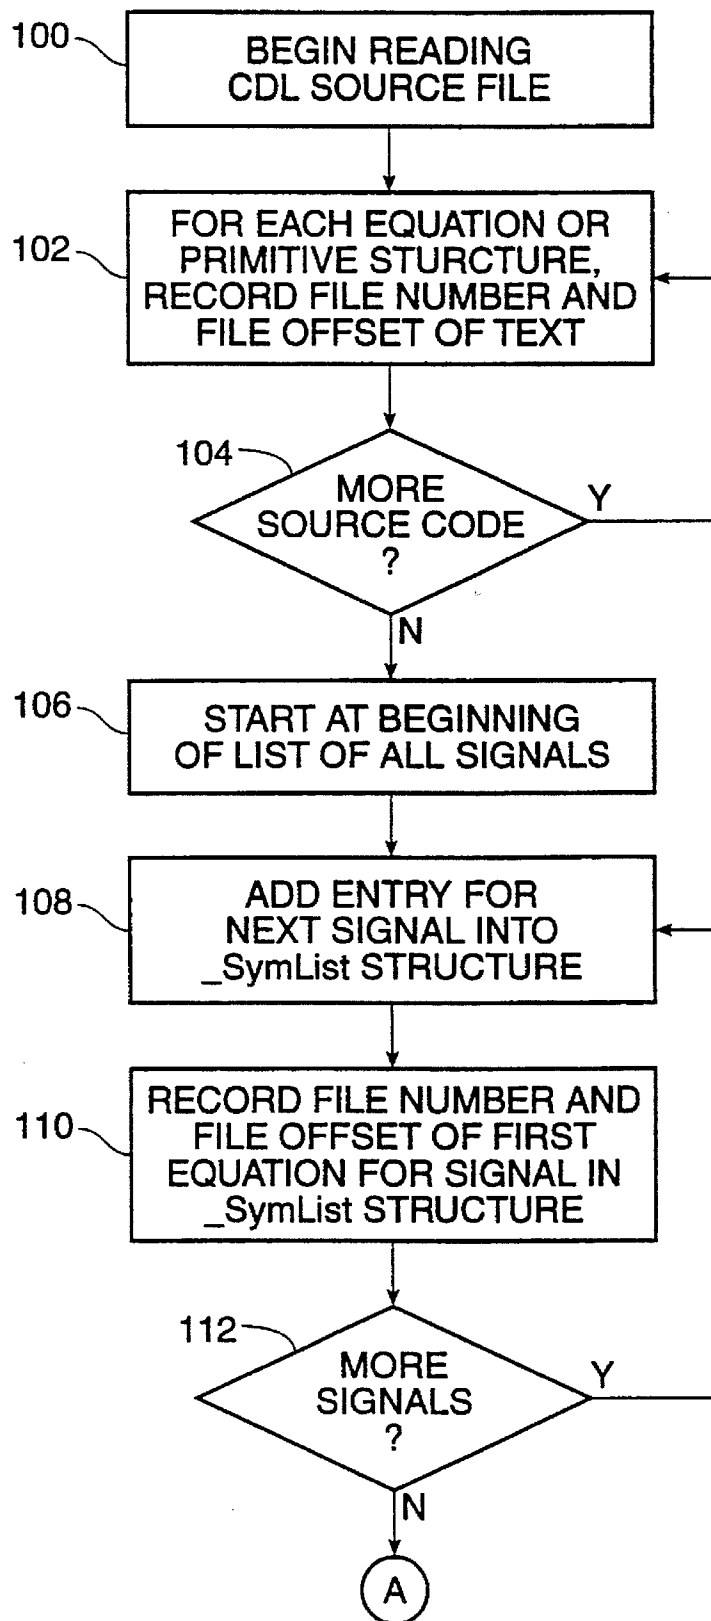 100
BEGIN READING
CDL SOURCE FILE
102
FOR EACH EQUATION OR
PRIMITIVE STURCTURE,
RECORD FILE NUMBER AND
FILE OFFSET OF TEXT
104
MORE
SOURCE CODE
?
Y
N
106
START AT BEGINNING
OF LIST OF ALL SIGNALS
108
ADD ENTRY FOR
NEXT SIGNAL INTO
_SymList STRUCTURE
110
RECORD FILE NUMBER AND
FILE OFFSET OF FIRST
EQUATION FOR SIGNAL IN
_SymList STRUCTURE
112
MORE
SIGNALS
?
Y
N
A